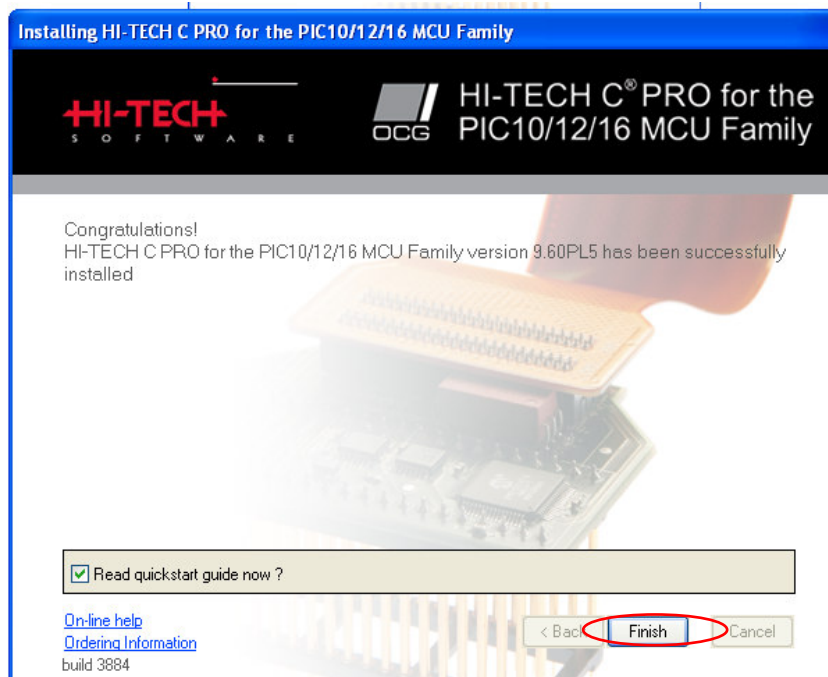 Installing HI-TECH C PRO for the PIC10/12/16 MCU Family
HI-TECH
SOFTWARE
OCG
HI-TECH C® PRO for the
PIC10/12/16 MCU Family
Congratulations!
HI-TECH C PRO for the PIC10/12/16 MCU Family version 9.60PL5 has been successfully
installed
Read quickstart guide now ?
On-line help
Ordering Information
build 3884
< Back
Finish
Cancel